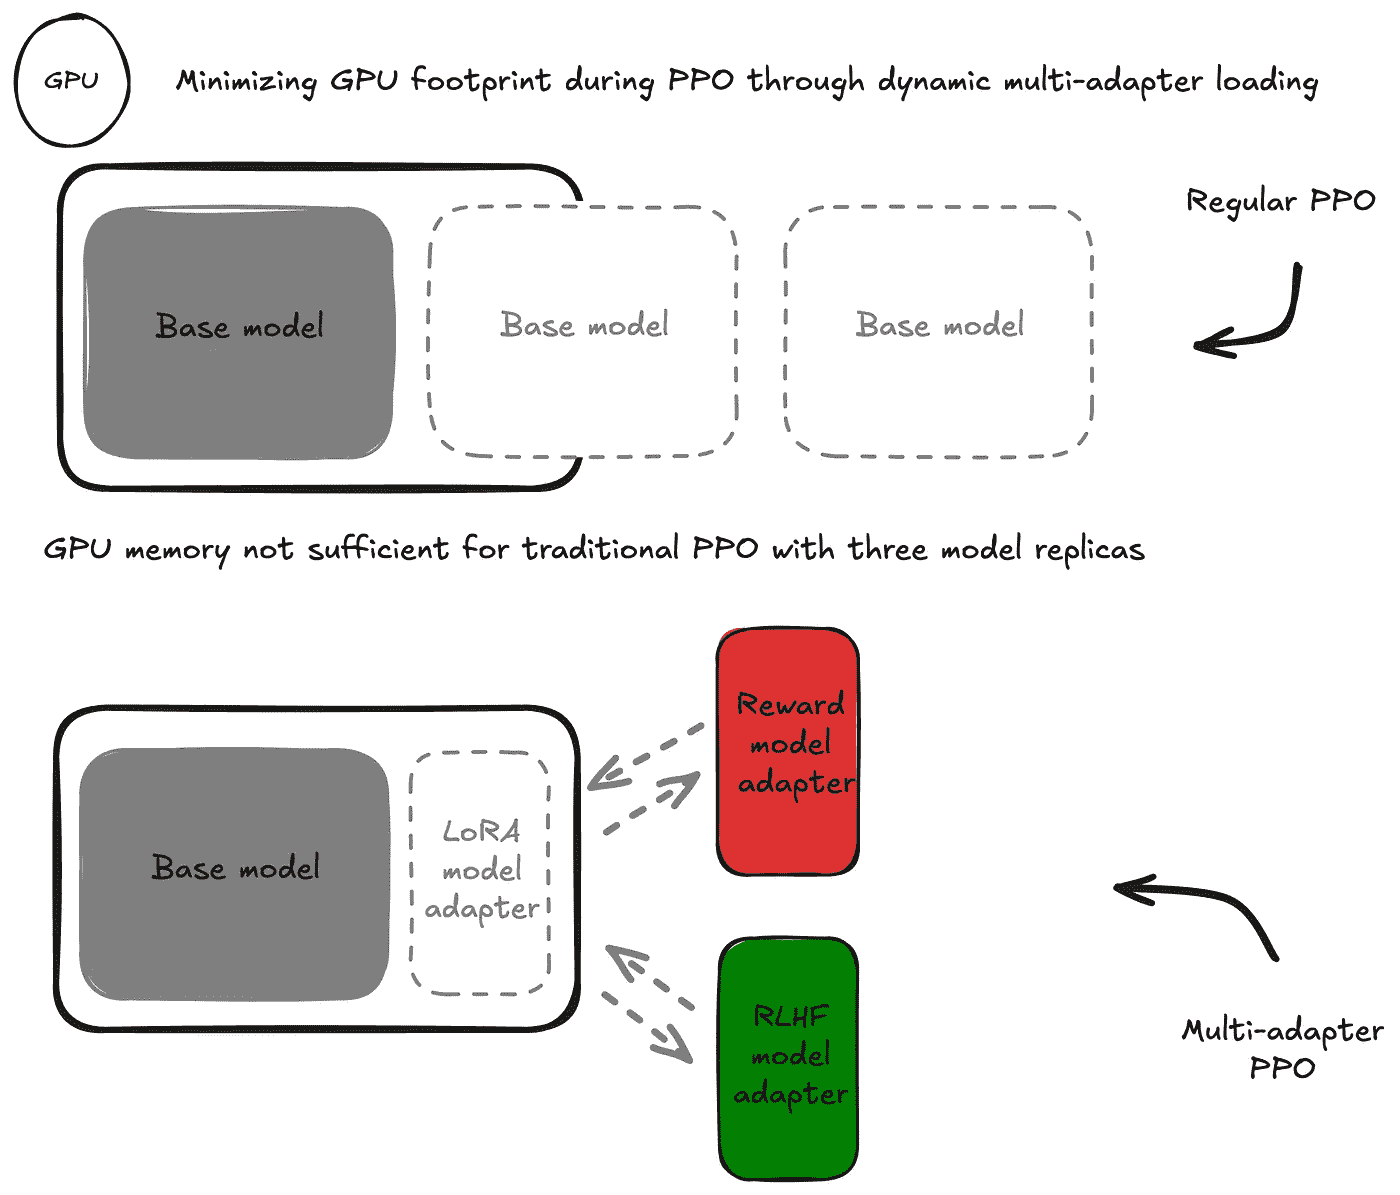 GPU
Minimizing GPU footprint during PPO through dynamic multi-adapter loading
Regular PPO
Base model
Base model
Base model
GPU memory not sufficient for traditional PPO with three model replicas
Reward
model
adapter
Base model
LoRA
model
adapter
RLHF
model
adapter
Multi-adapter
PPO